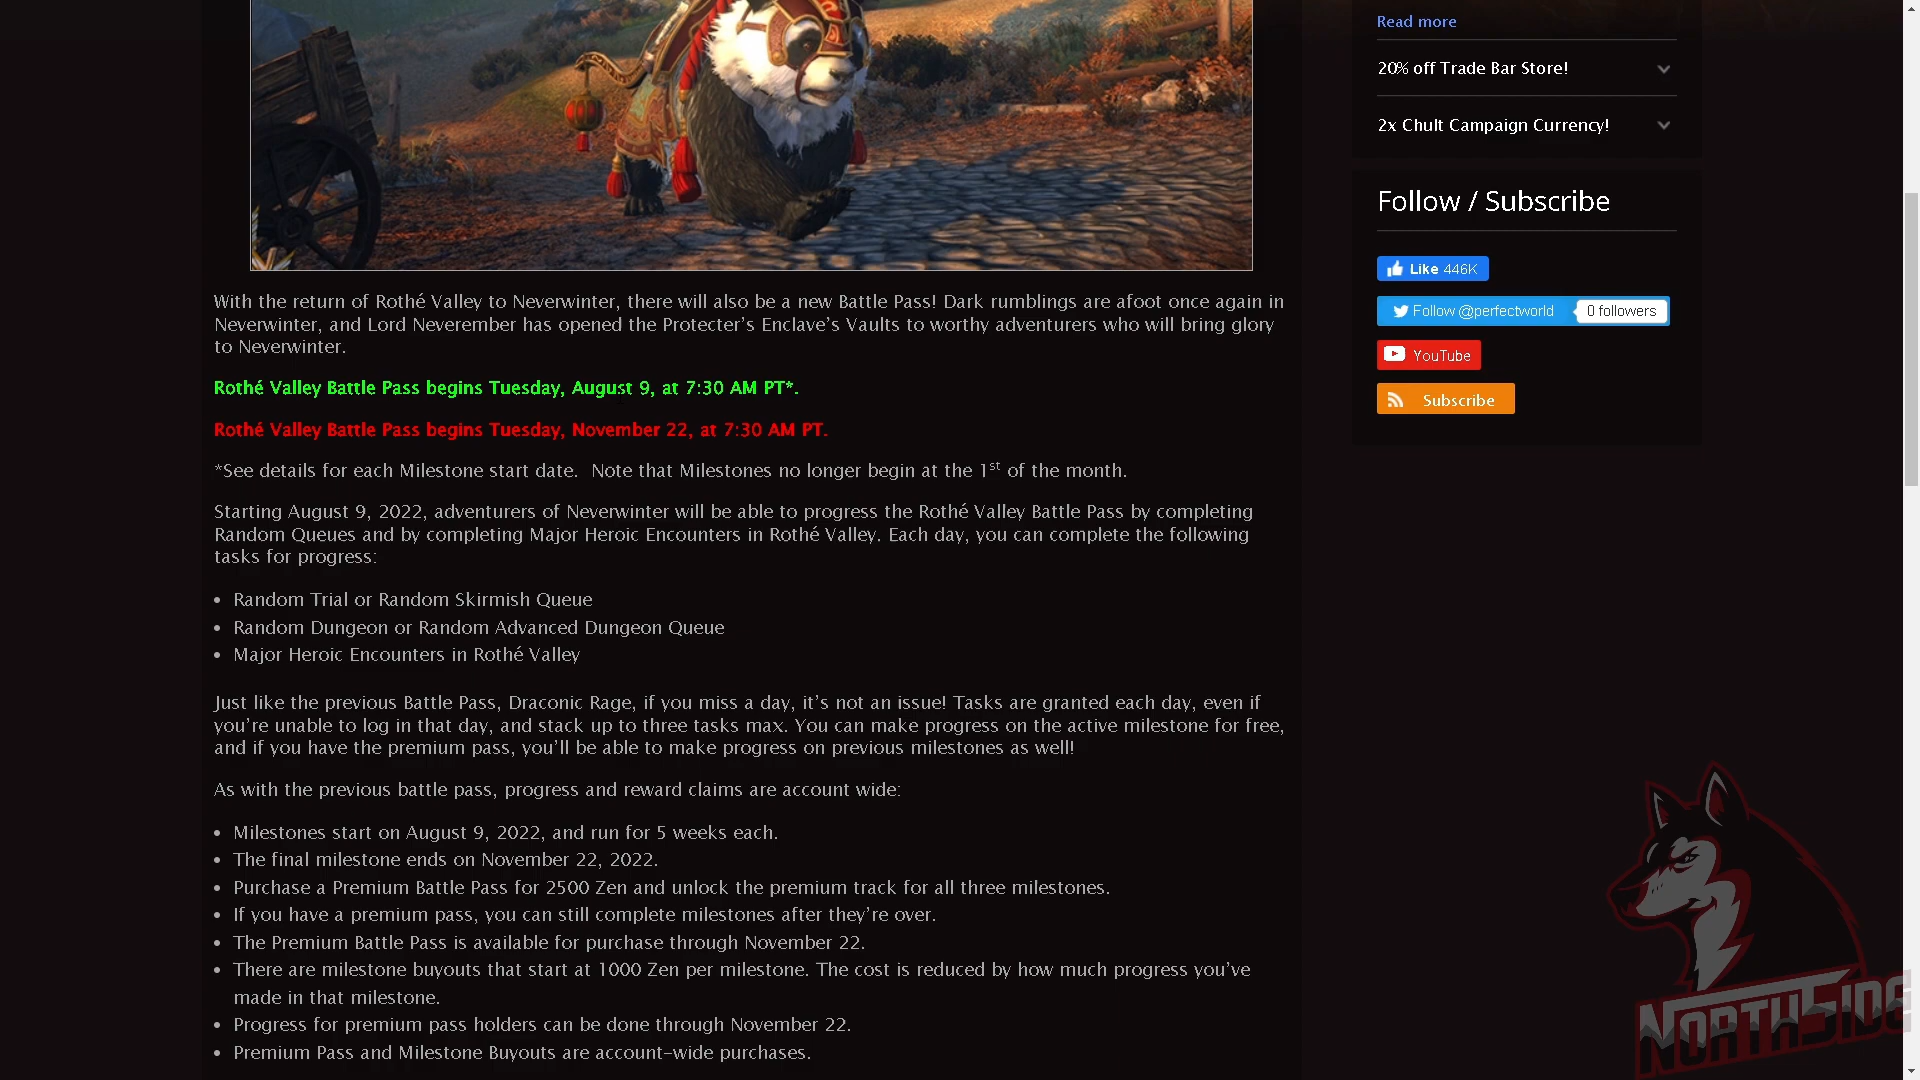 With the return of Rothé Valley to Neverwinter, there will also be a new Battle Pass! Dark rumblings are afoot once again in
Neverwinter, and Lord Neverember has opened the Protecter’s Enclave’s Vaults to worthy adventurers who will bring glory
to Neverwinter.
Rothé Valley Battle Pass begins Tuesday, August 9, at 7:30 AM PT*.
Rothé Valley Battle Pass begins Tuesday, November 22, at 7:30 AM PT.
*See details for each Milestone start date.  Note that Milestones no longer begin at the 1st of the month.
Starting August 9, 2022, adventurers of Neverwinter will be able to progress the Rothé Valley Battle Pass by completing
Random Queues and by completing Major Heroic Encounters in Rothé Valley. Each day, you can complete the following
tasks for progress:
• Random Trial or Random Skirmish Queue
• Random Dungeon or Random Advanced Dungeon Queue
• Major Heroic Encounters in Rothé Valley
Just like the previous Battle Pass, Draconic Rage, if you miss a day, it’s not an issue! Tasks are granted each day, even if
you’re unable to log in that day, and stack up to three tasks max. You can make progress on the active milestone for free,
and if you have the premium pass, you’ll be able to make progress on previous milestones as well!
As with the previous battle pass, progress and reward claims are account wide:
• Milestones start on August 9, 2022, and run for 5 weeks each.
• The final milestone ends on November 22, 2022.
• Purchase a Premium Battle Pass for 2500 Zen and unlock the premium track for all three milestones.
• If you have a premium pass, you can still complete milestones after they’re over.
• The Premium Battle Pass is available for purchase through November 22.
• There are milestone buyouts that start at 1000 Zen per milestone. The cost is reduced by how much progress you’ve
made in that milestone.
• Progress for premium pass holders can be done through November 22.
• Premium Pass and Milestone Buyouts are account-wide purchases.
Read more
20% off Trade Bar Store!
2x Chult Campaign Currency!
Follow / Subscribe
Like 446K
Follow @perfectworld 0 followers
YouTube
Subscribe
NORTHSIDE